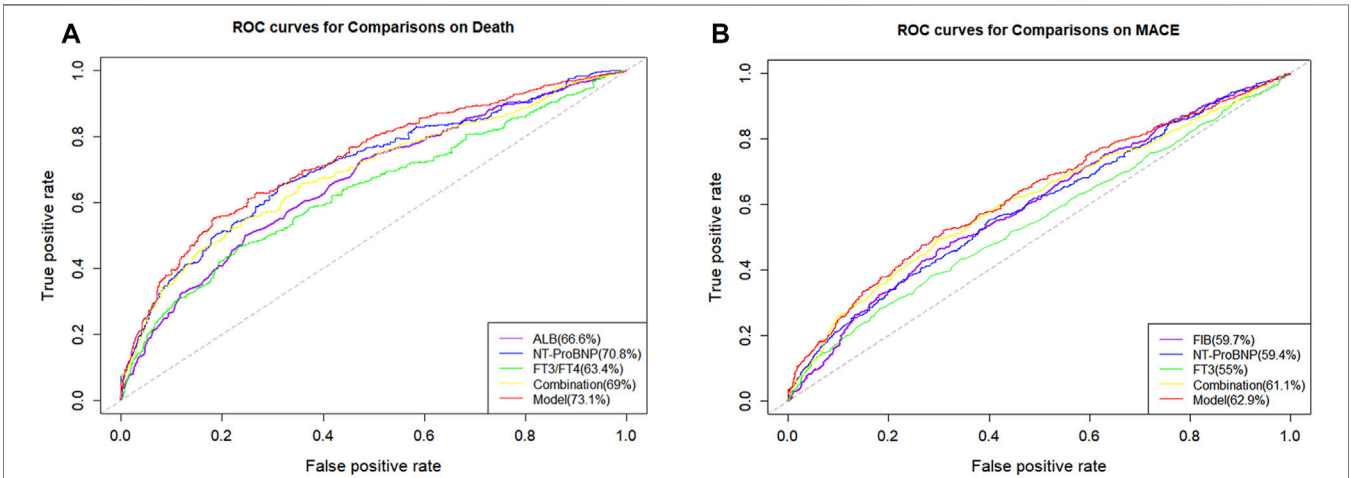 A
ROC curves for Comparisons on Death
True positive rate
1.0
0.8
0.6
0.4
0.2
0.0
ALB(66.6%)
NT-ProBNP(70.8%)
FT3/FT4(63.4%)
Combination(69%)
Model(73.1%)
0.0 0.2 0.4 0.6 0.8 1.0
False positive rate
B
ROC curves for Comparisons on MACE
True positive rate
1.0
0.8
0.6
0.4
0.2
0.0
FIB(59.7%)
NT-ProBNP(59.4%)
FT3(55%)
Combination(61.1%)
Model(62.9%)
0.0 0.2 0.4 0.6 0.8 1.0
False positive rate